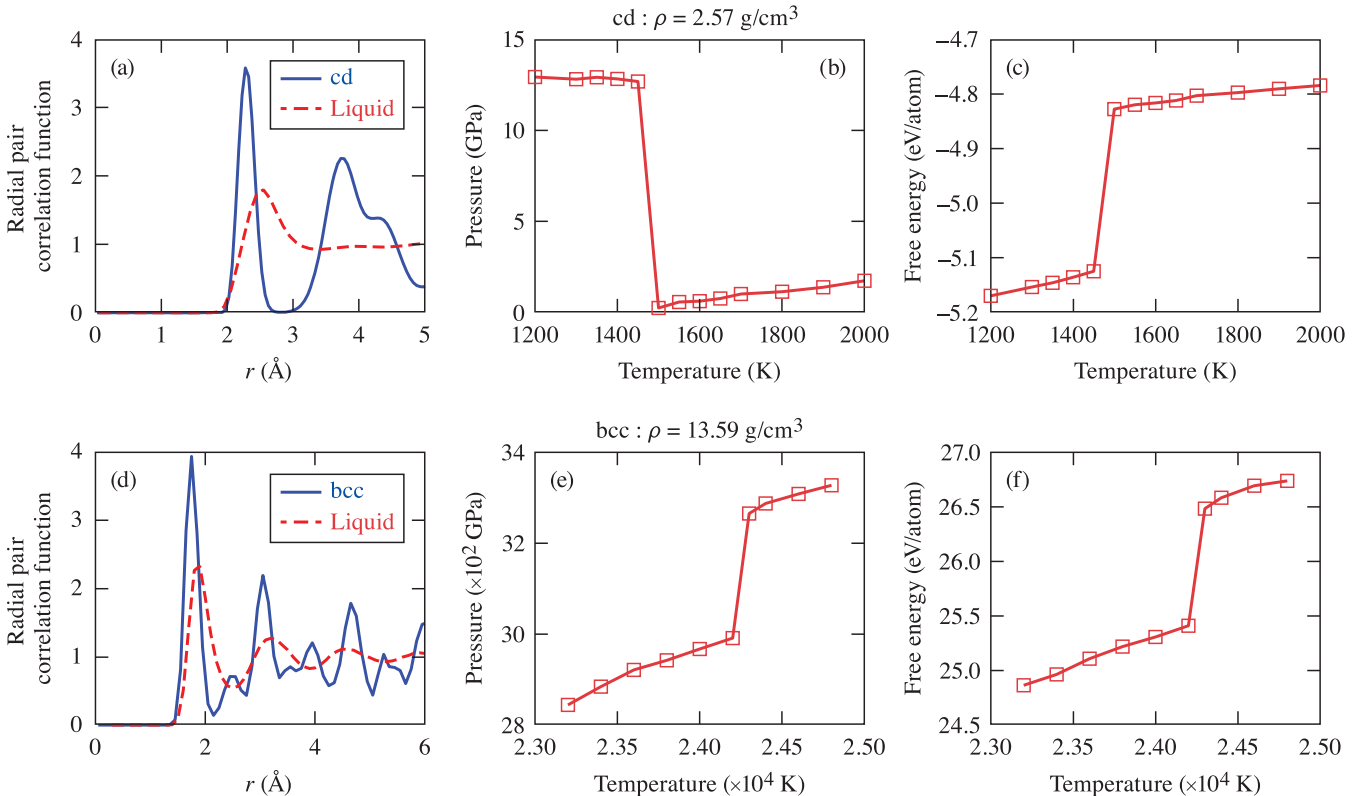 cd : ρ = 2.57 g/cm³
Radial pair
correlation function
4
3
2
1
0
(a)
cd
Liquid
0 1 2 3 4 5
r (Å)
Pressure (GPa)
15
10
5
0
(b)
1200 1400 1600 1800 2000
Temperature (K)
Free energy (eV/atom)
−4.7
−4.8
−4.9
−5.0
−5.1
−5.2
(c)
1200 1400 1600 1800 2000
Temperature (K)
bcc : ρ = 13.59 g/cm³
Radial pair
correlation function
4
3
2
1
0
(d)
bcc
Liquid
0 2 4 6
r (Å)
Pressure (×10² GPa)
34
32
30
28
(e)
2.30 2.35 2.40 2.45 2.50
Temperature (×10⁴ K)
Free energy (eV/atom)
27.0
26.5
26.0
25.5
25.0
24.5
(f)
2.30 2.35 2.40 2.45 2.50
Temperature (×10⁴ K)